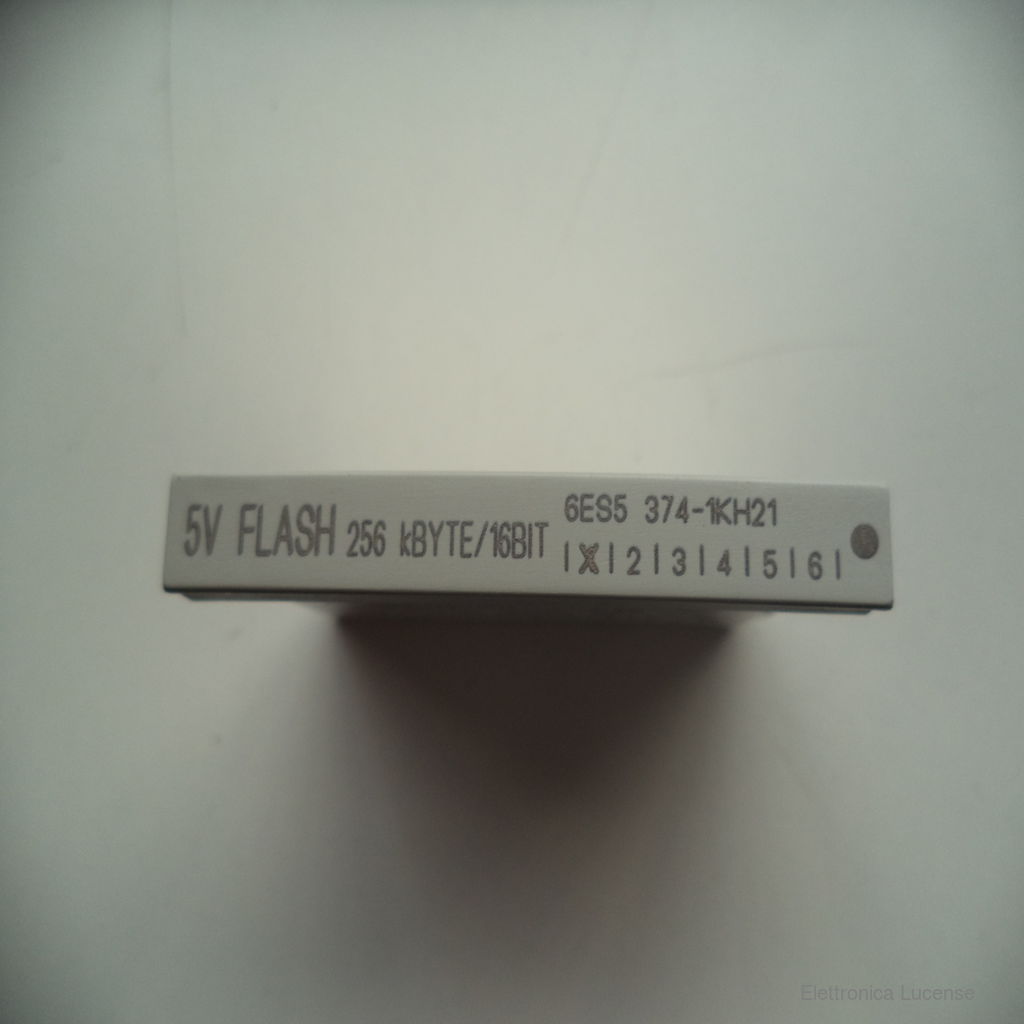 5V FLASH 256 kBYTE/16BIT
6ES5 374-1KH21
|X|2|3|4|5|6|
Elettronica Lucense